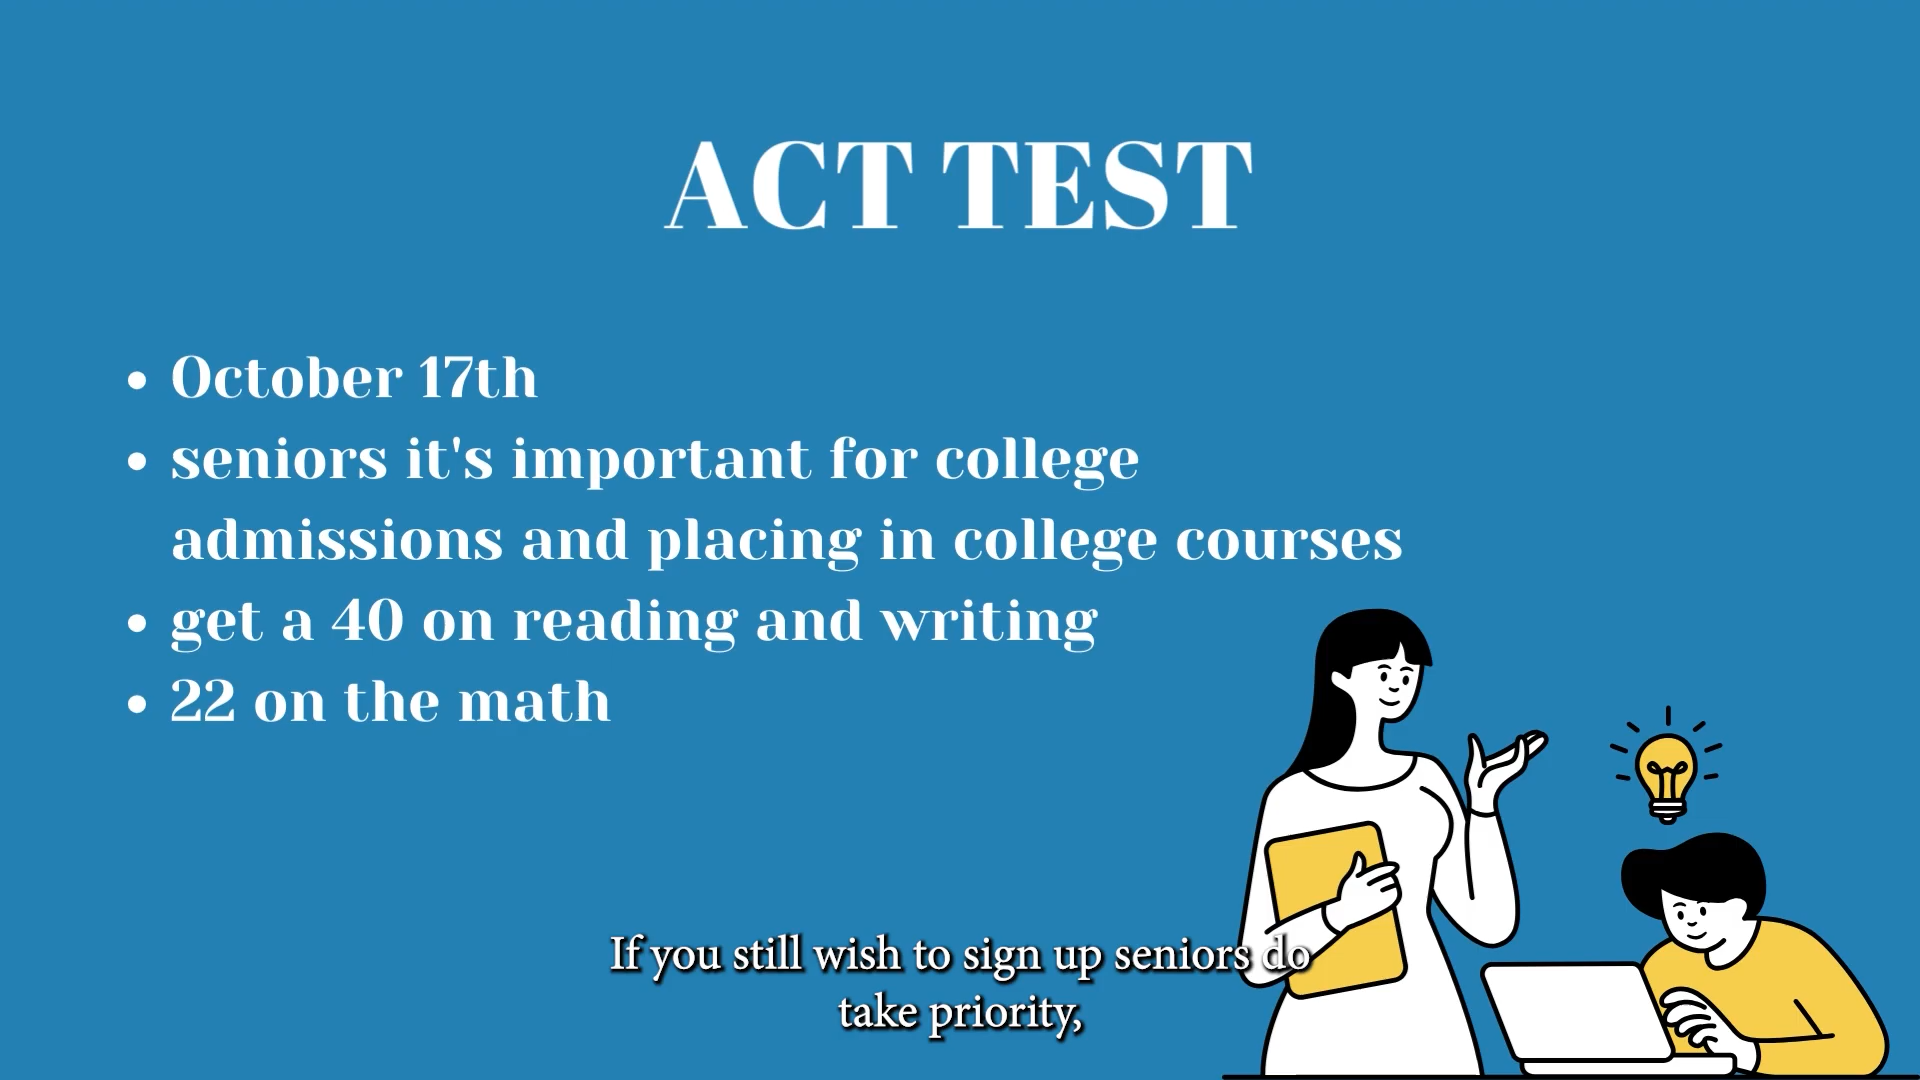 ACT TEST
• October 17th
• seniors it's important for college
admissions and placing in college courses
• get a 40 on reading and writing
• 22 on the math
If you still wish to sign up seniors do
take priority,